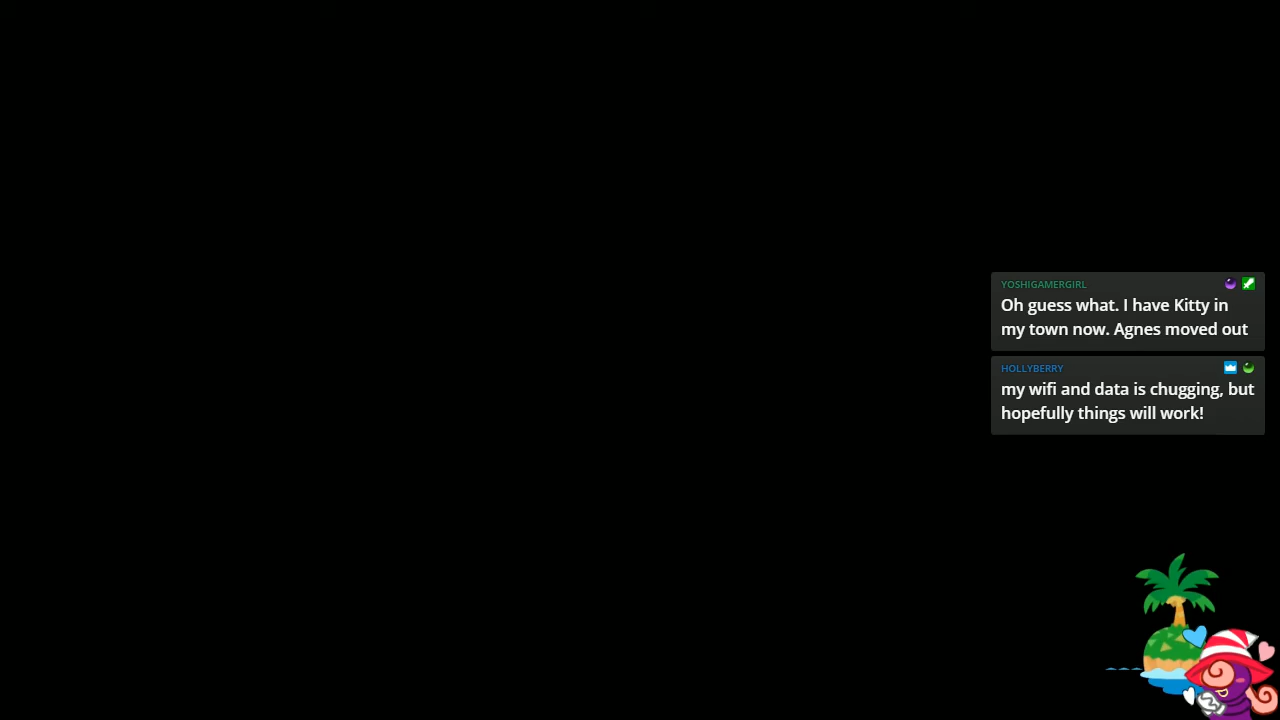 YOSHIGAMERGIRL
Oh guess what. I have Kitty in
my town now. Agnes moved out
HOLLYBERRY
my wifi and data is chugging, but
hopefully things will work!